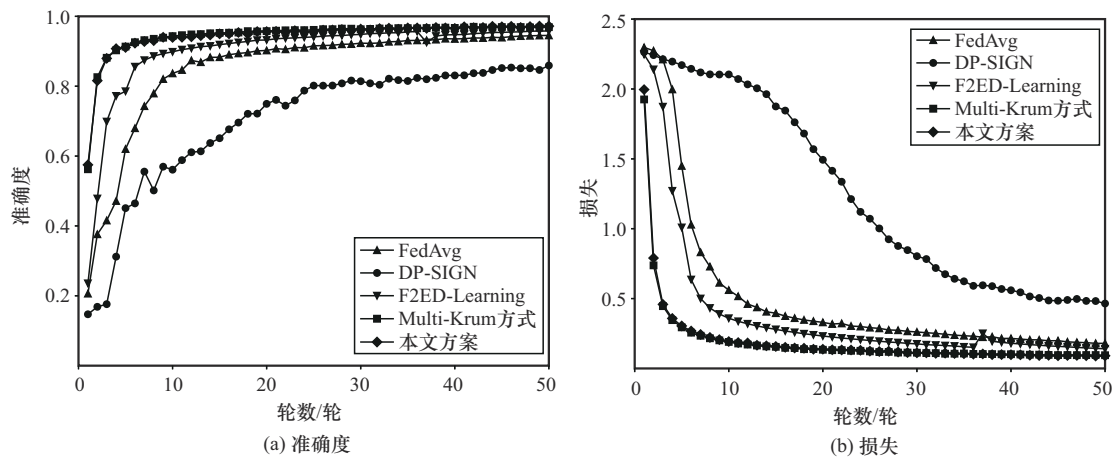 1.0
0.8
0.6
0.4
0.2
准确度
FedAvg
DP-SIGN
F2ED-Learning
Multi-Krum方式
本文方案
0
10
20
30
40
50
轮数/轮
(a) 准确度
2.5
2.0
1.5
1.0
0.5
损失
FedAvg
DP-SIGN
F2ED-Learning
Multi-Krum方式
本文方案
0
10
20
30
40
50
轮数/轮
(b) 损失